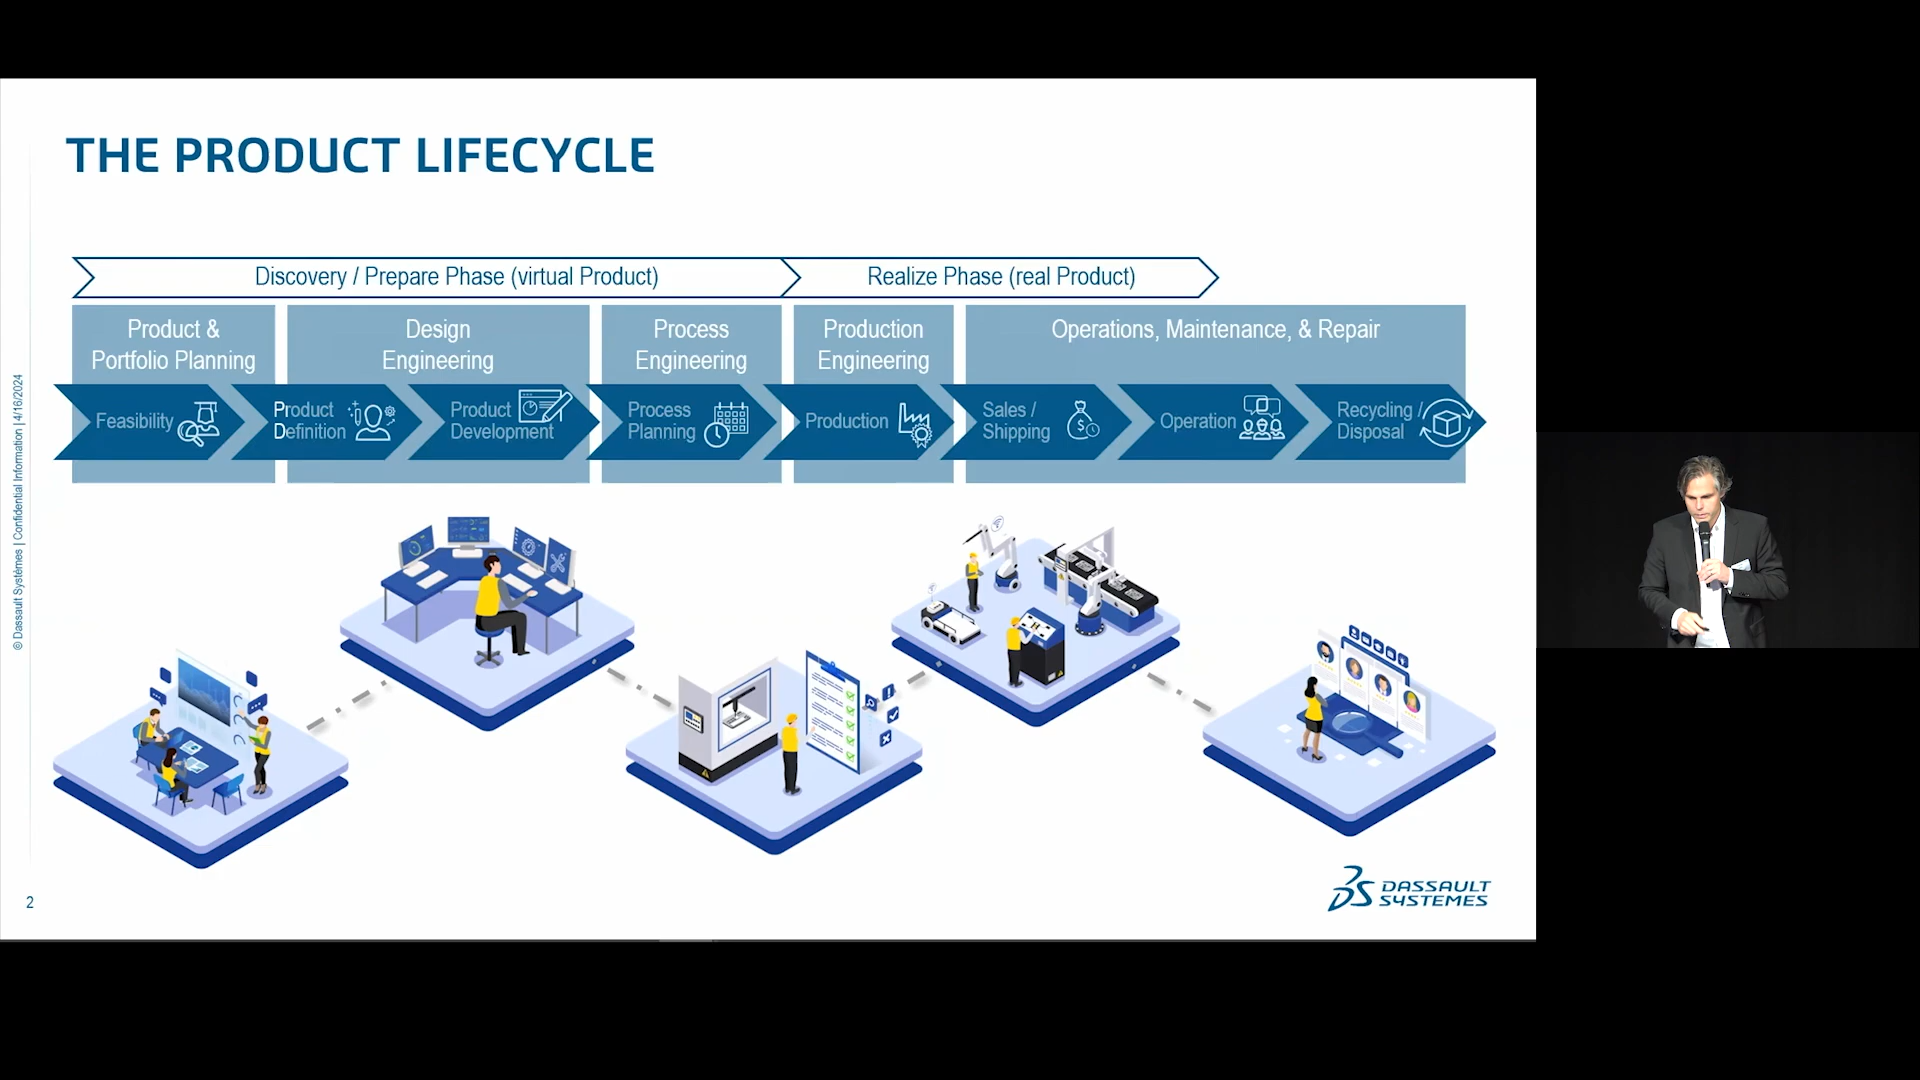 THE PRODUCT LIFECYCLE
Discovery / Prepare Phase (virtual Product)
Realize Phase (real Product)
Product &
Portfolio Planning
Design
Engineering
Process
Engineering
Production
Engineering
Operations, Maintenance, & Repair
Feasibility
Product
Definition
Product
Development
Process
Planning
Production
Sales /
Shipping
Operation
Recycling /
Disposal
© Dassault Systèmes | Confidential Information | 4/16/2024
2
DASSAULT
SYSTEMES